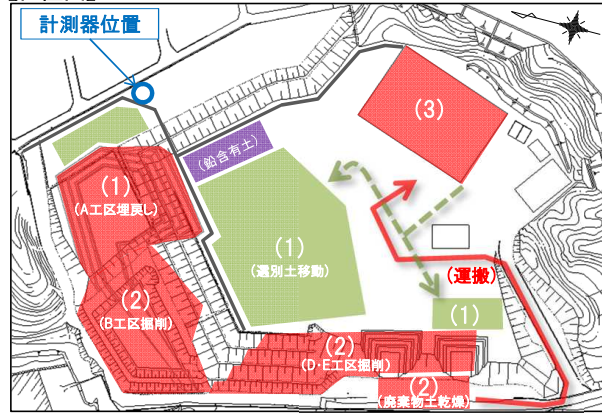 計測器位置
(3)
(鉛含有土)
(1)
(A工区埋戻し)
(1)
(選別土移動)
(運搬)
(2)
(B工区掘削)
(1)
(2)
(D・E工区掘削)
(2)
(廃棄物土乾燥)